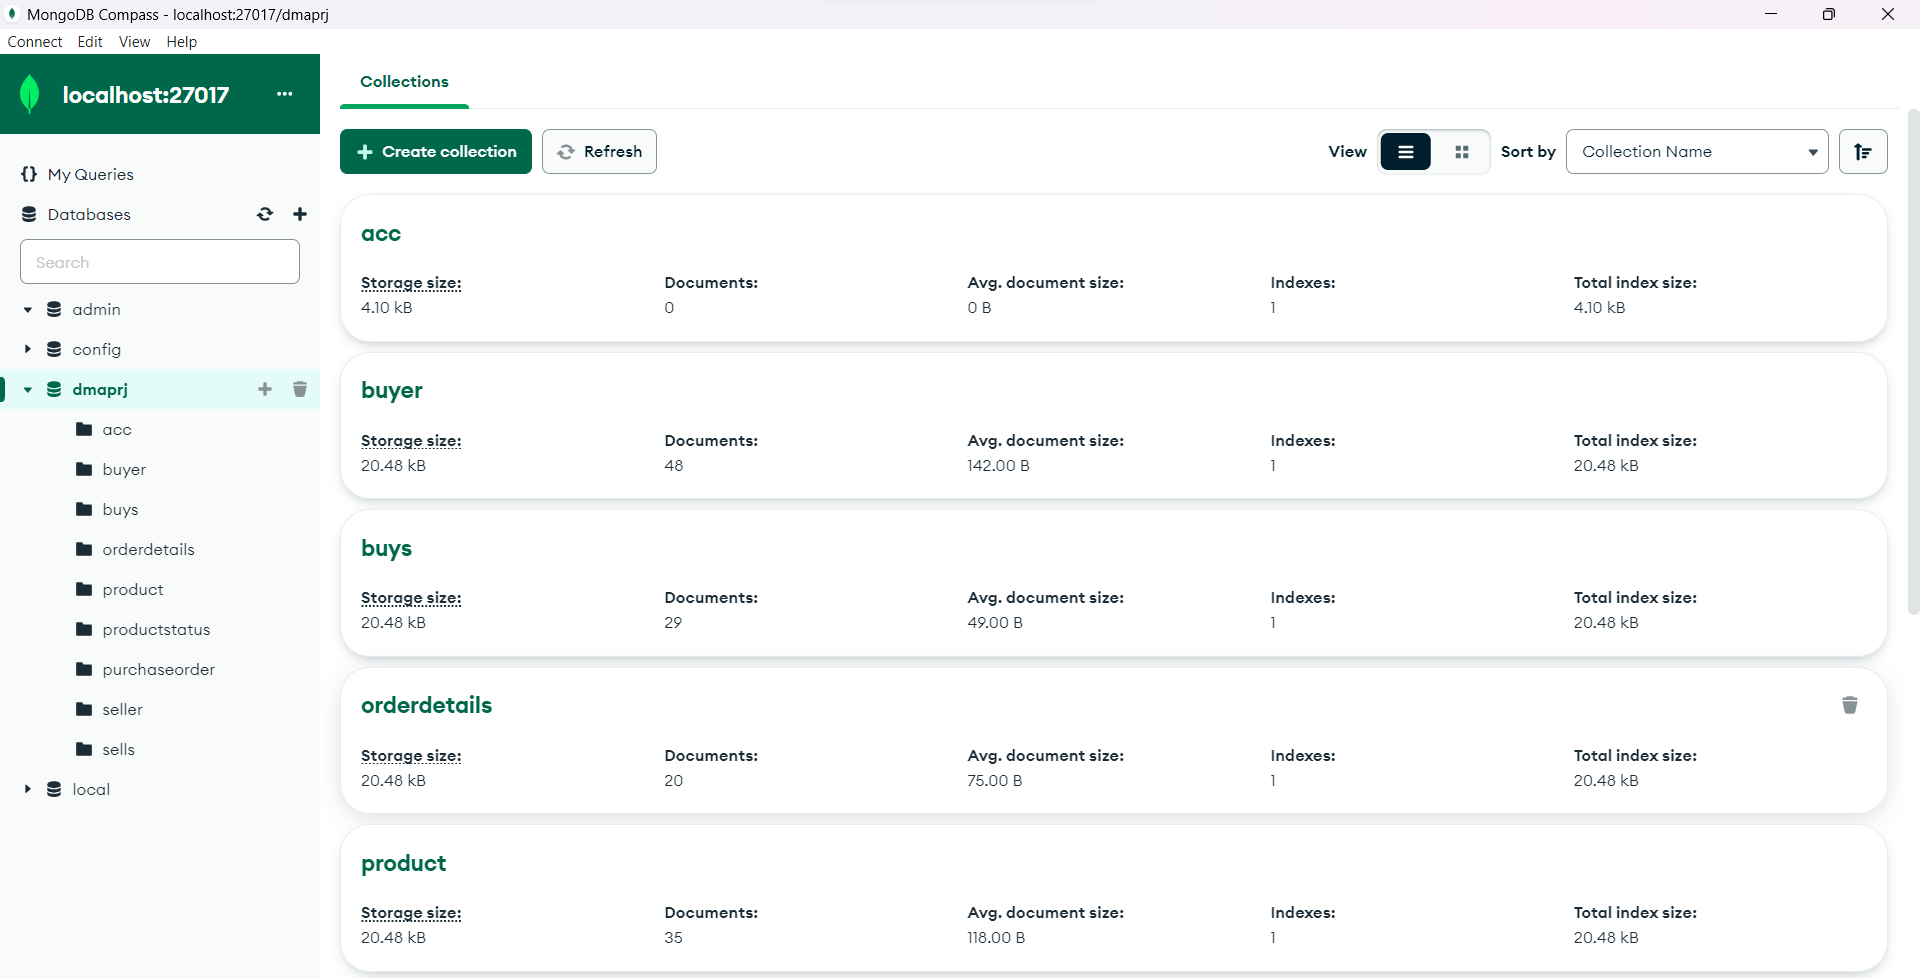 MongoDB Compass - localhost:27017/dmaprj
Connect Edit View Help
localhost:27017 ...
{} My Queries
Databases
Search
admin
config
dmaprj
acc
buyer
buys
orderdetails
product
productstatus
purchaseorder
seller
sells
local
Collections
+ Create collection Refresh View Sort by Collection Name
acc
Storage size: Documents: Avg. document size: Indexes: Total index size:
4.10 kB 0 0 B 1 4.10 kB
buyer
Storage size: Documents: Avg. document size: Indexes: Total index size:
20.48 kB 48 142.00 B 1 20.48 kB
buys
Storage size: Documents: Avg. document size: Indexes: Total index size:
20.48 kB 29 49.00 B 1 20.48 kB
orderdetails
Storage size: Documents: Avg. document size: Indexes: Total index size:
20.48 kB 20 75.00 B 1 20.48 kB
product
Storage size: Documents: Avg. document size: Indexes: Total index size:
20.48 kB 35 118.00 B 1 20.48 kB